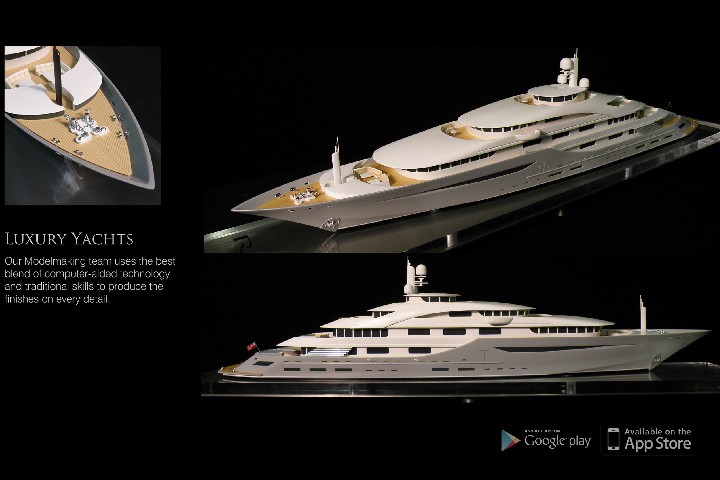 Luxury Yachts
Our Modelmaking team uses the best
blend of computer-aided technology
and traditional skills to produce the
finishes on every detail.
Google play
Available on the
App Store